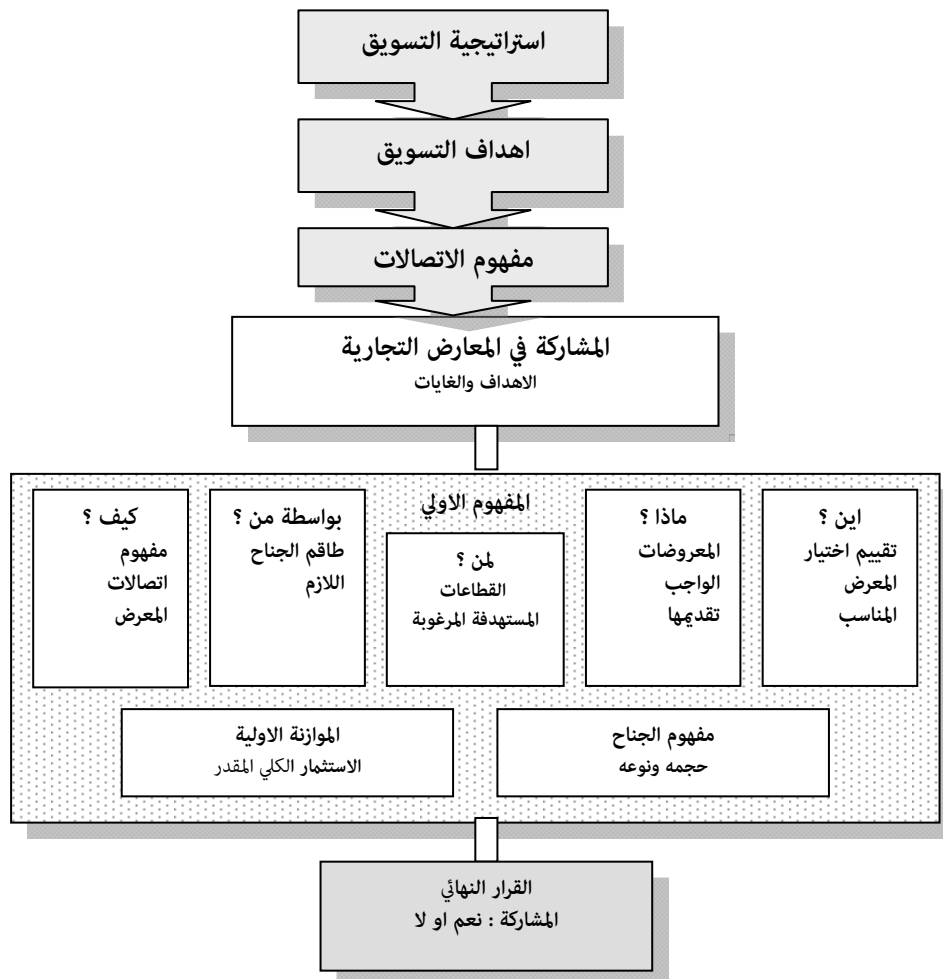 استراتيجية التسويق
اهداف التسويق
مفهوم الاتصالات
المشاركة في المعارض التجارية
الاهداف والغايات
المفهوم الاولي
اين ؟
تقييم اختيار
المعرض
المناسب
ماذا ؟
المعروضات
الواجب
تقديمها
لمن ؟
القطاعات
المستهدفة المرغوبة
بواسطة من ؟
طاقم الجناح
اللازم
كيف ؟
مفهوم
اتصالات
المعرض
مفهوم الجناح
حجمه ونوعه
الموازنة الاولية
الاستثمار الكلي المقدر
القرار النهائي
المشاركة : نعم او لا